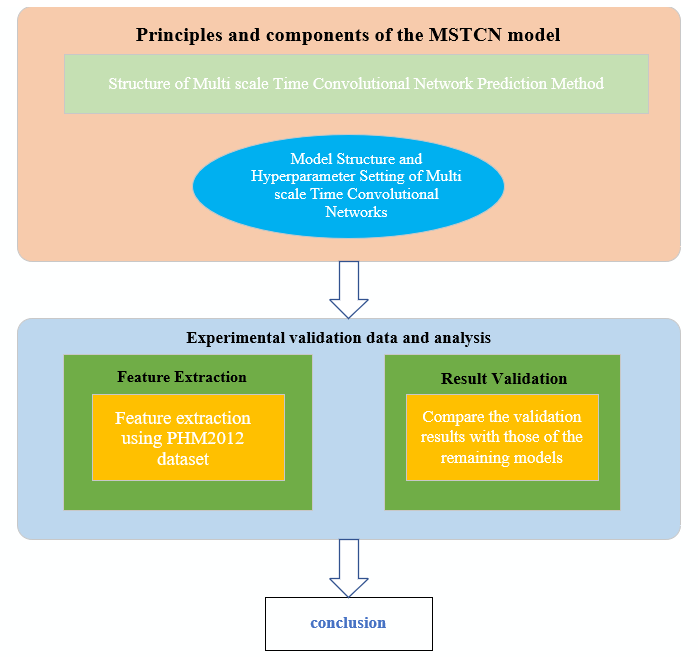 Principles and components of the MSTCN model
Structure of Multi scale Time Convolutional Network Prediction Method
Model Structure and
Hyperparameter Setting of Multi
scale Time Convolutional
Networks
Experimental validation data and analysis
Feature Extraction
Feature extraction
using PHM2012
dataset
Result Validation
Compare the validation
results with those of the
remaining models
conclusion